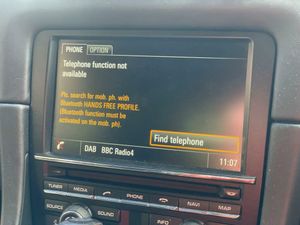 PHONE OPTION
Telephone function not
available
Pls. search for mob. ph. with
Bluetooth HANDS FREE PROFILE.
(Bluetooth function must be
activated on the mob. ph).
Find telephone
DAB BBC Radio4
11:07
TUNER MEDIA
NAVI MAP
SOURCE SOUND
INFO